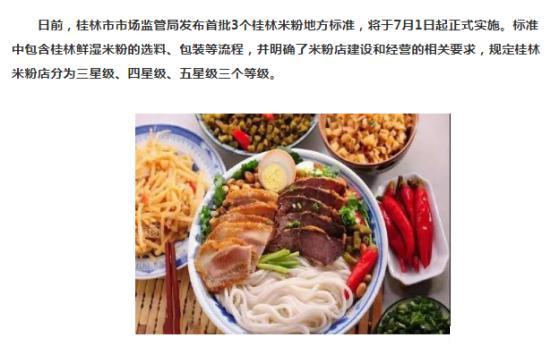 日前，桂林市市场监管局发布首批3个桂林米粉地方标准，将于7月1日起正式实施。标准
中包含桂林鲜湿米粉的选料、包装等流程，并明确了米粉店建设和经营的相关要求，规定桂林
米粉店分为三星级、四星级、五星级三个等级。